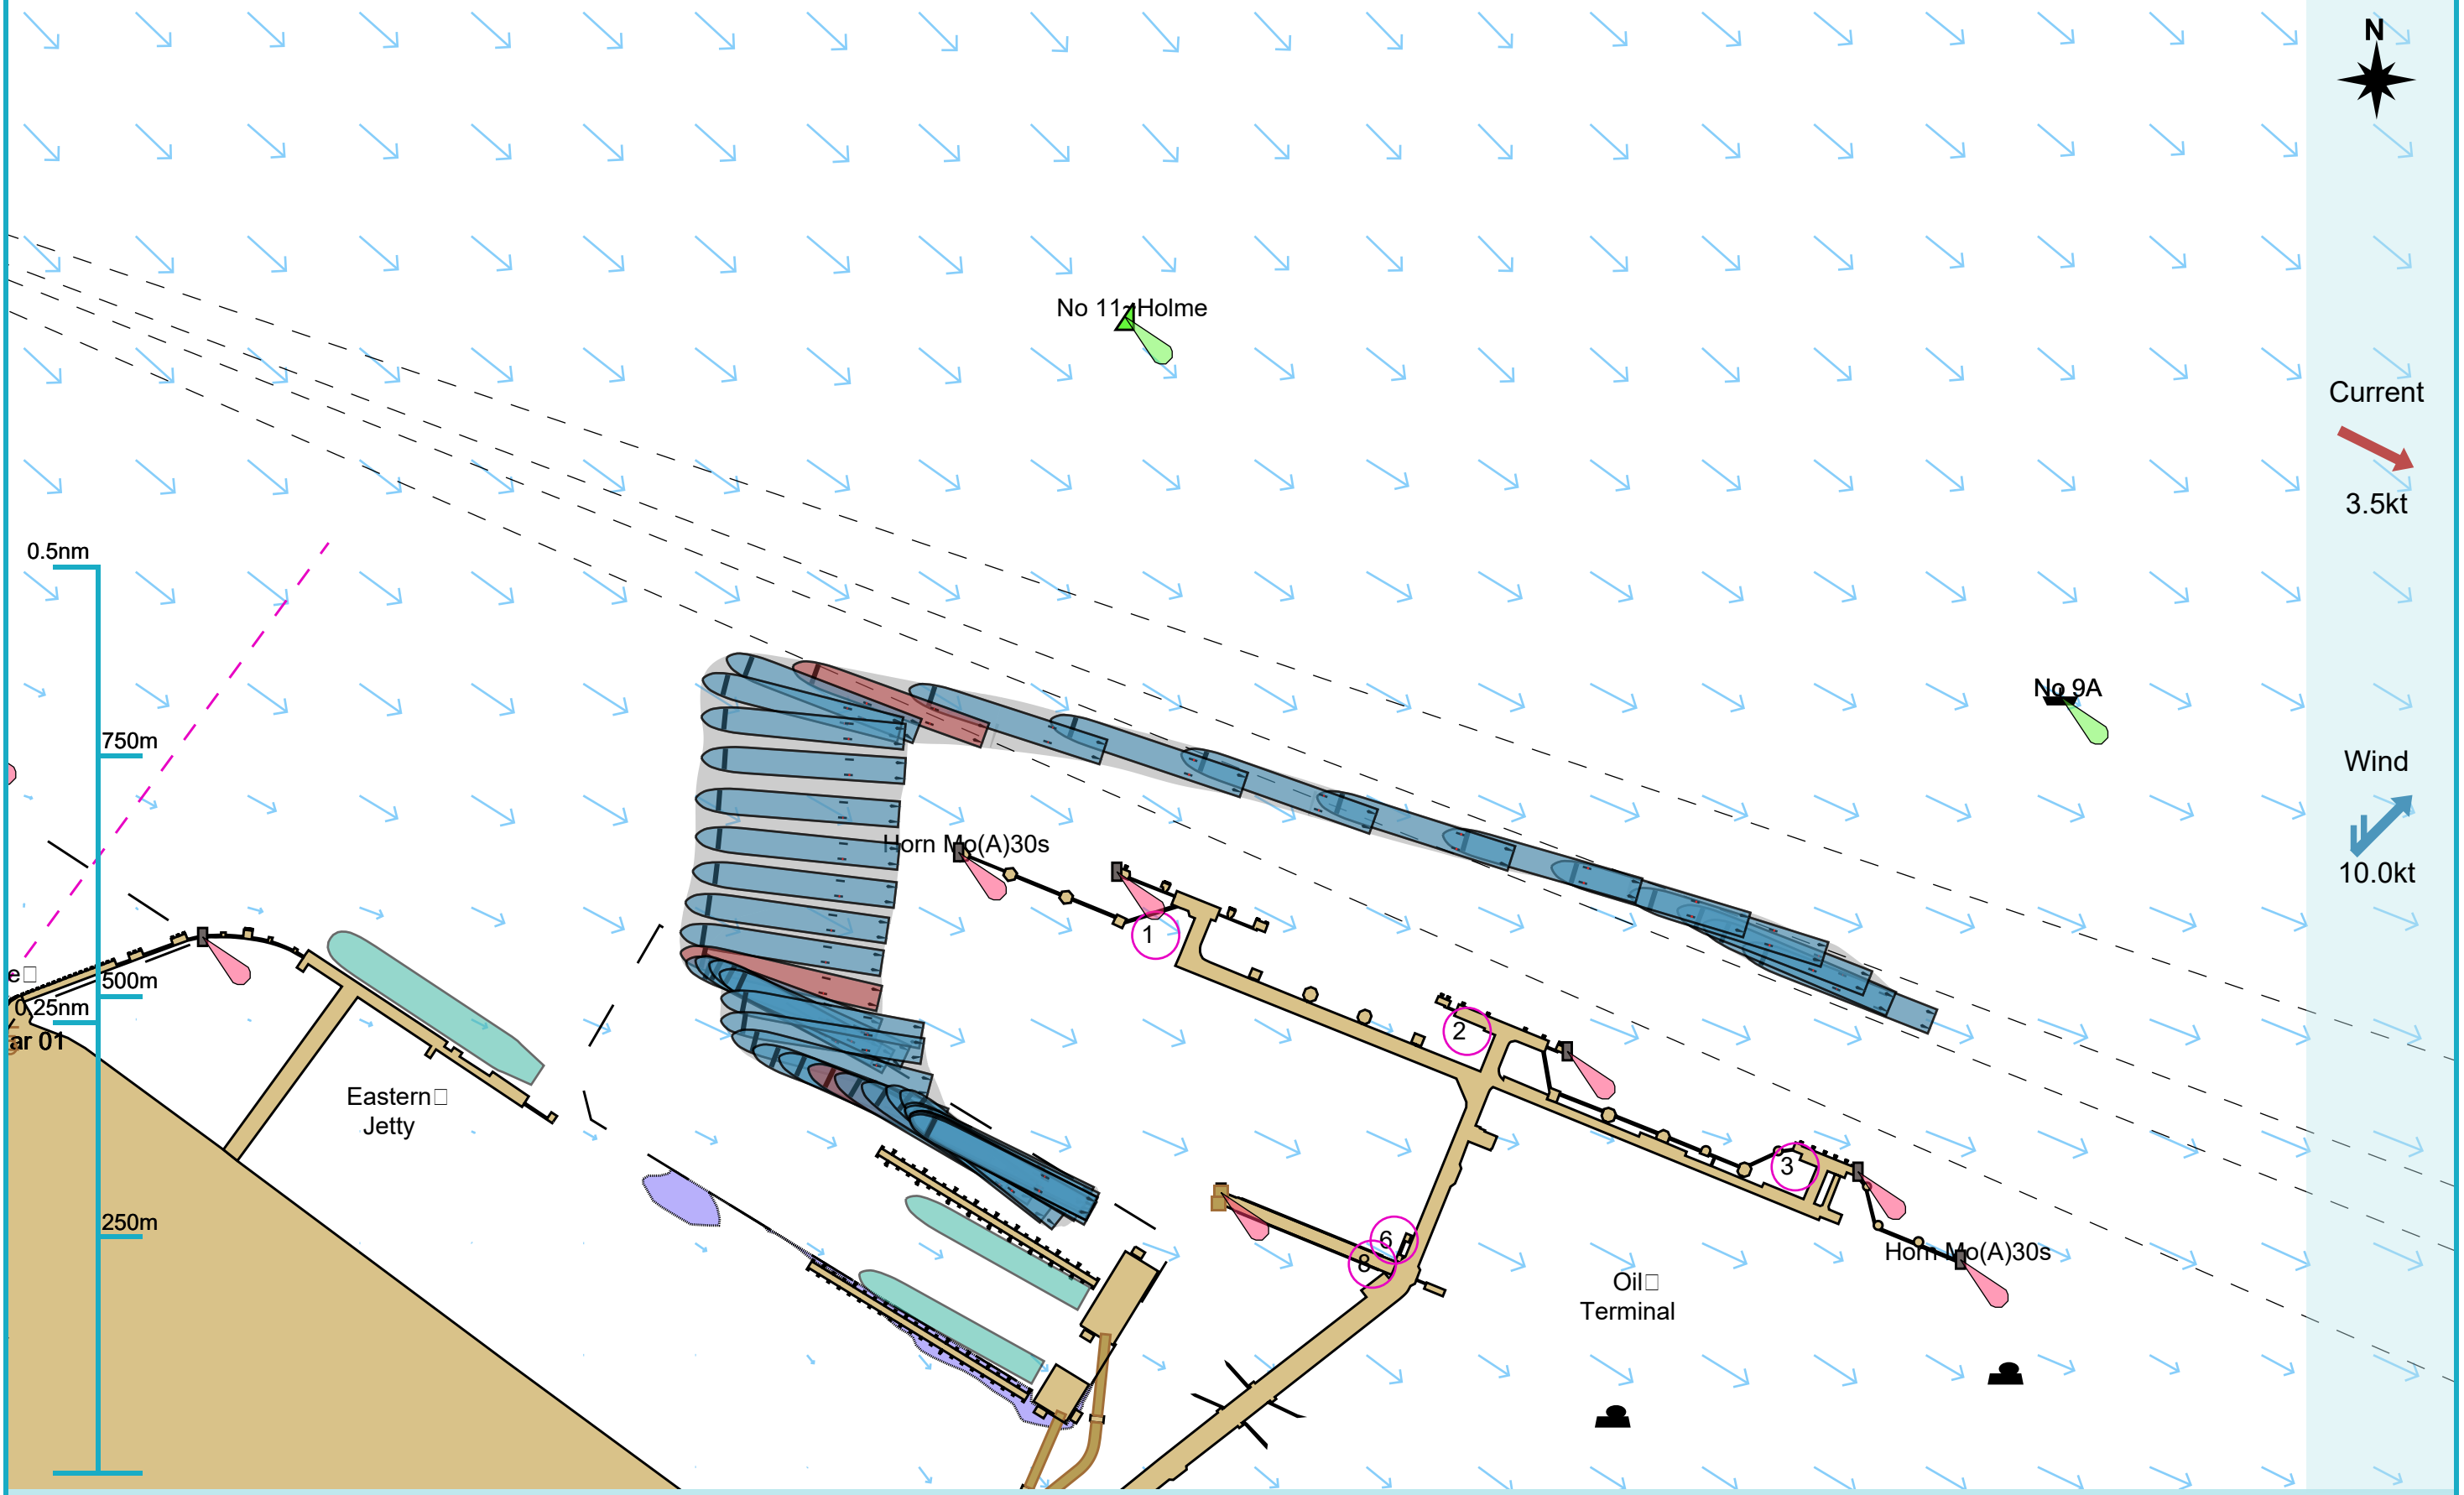 N
No 11-Holme
Current
3.5kt
0.5nm
No 9A
750m
Wind
10.0kt
Horn Mo(A)30s
1
500m
0.25nm
ar 01
2
Eastern
Jetty
3
250m
6
8
Horn Mo(A)30s
Oil
Terminal